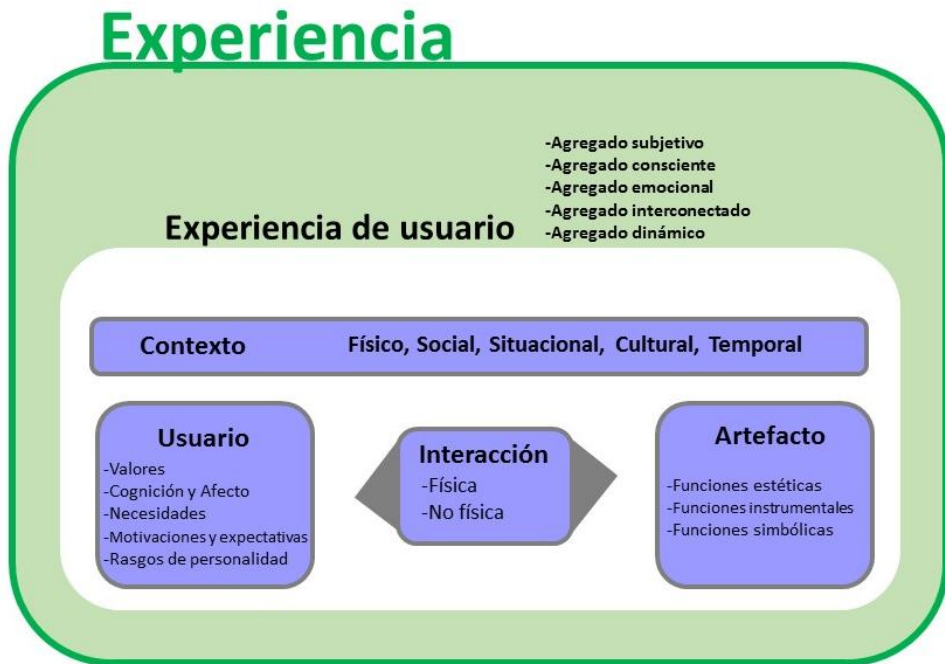 Experiencia
-Agregado subjetivo
-Agregado consciente
-Agregado emocional
-Agregado interconectado
-Agregado dinámico
Experiencia de usuario
Contexto
Físico, Social, Situacional, Cultural, Temporal
Usuario
-Valores
-Cognición y Afecto
-Necesidades
-Motivaciones y expectativas
-Rasgos de personalidad
Interacción
-Física
-No física
Artefacto
-Funciones estéticas
-Funciones instrumentales
-Funciones simbólicas